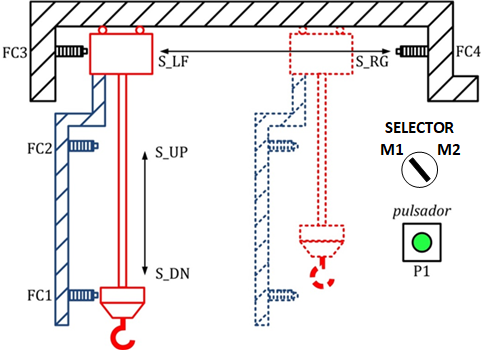 FC3
S_LF
S_RG
FC4
FC2
S_UP
SELECTOR
M1 M2
pulsador
S_DN
P1
FC1